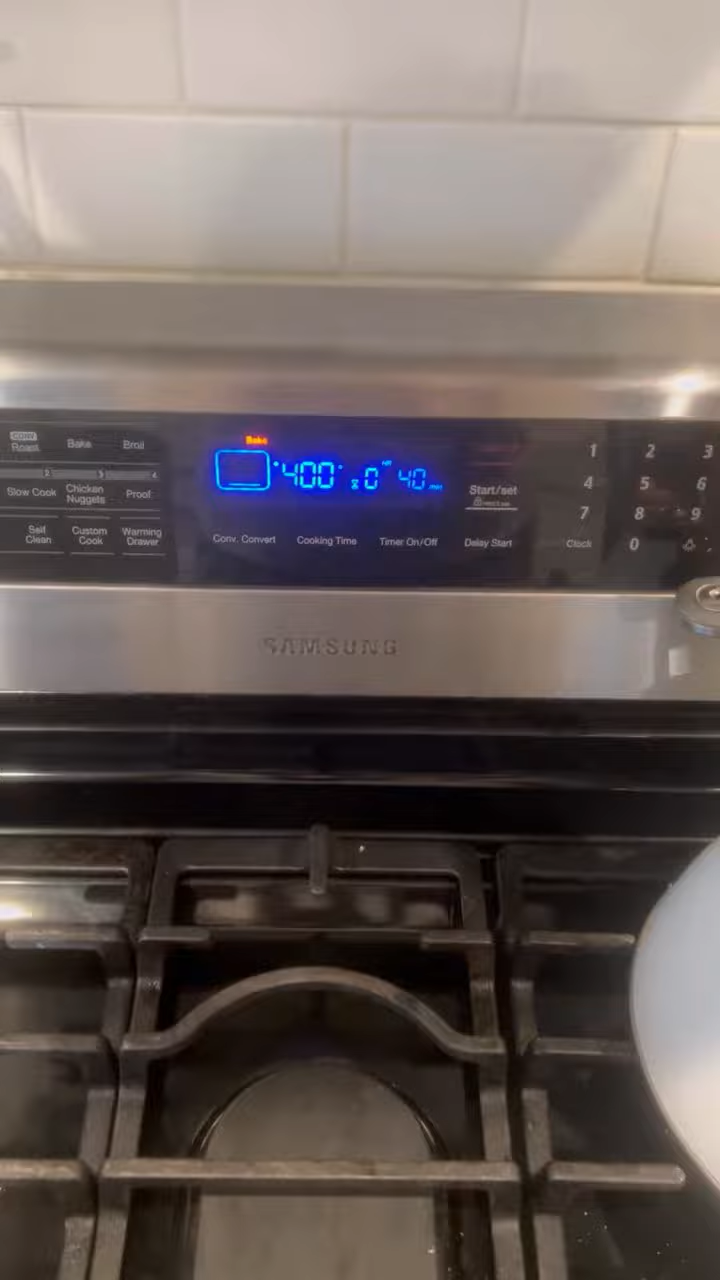 Bake
400° 0 HR 40 min
CONV
Roast Bake Broil
Slow Cook Chicken Nuggets Proof
Self Clean Custom Cook Warming Drawer
Conv. Convert Cooking Time Timer On/Off Delay Start
Start/set
1 2 3
4 5 6
7 8 9
Clock 0
SAMSUNG